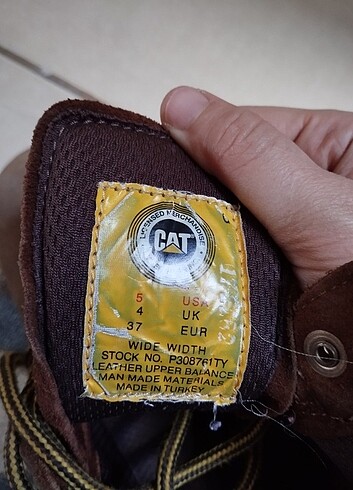 LICENSED MERCHANDISE
CAT
5 USA
4 UK
37 EUR
WIDE WIDTH
STOCK NO. P308761TY
LEATHER UPPER BALANCE
MAN MADE MATERIALS
MADE IN TURKEY